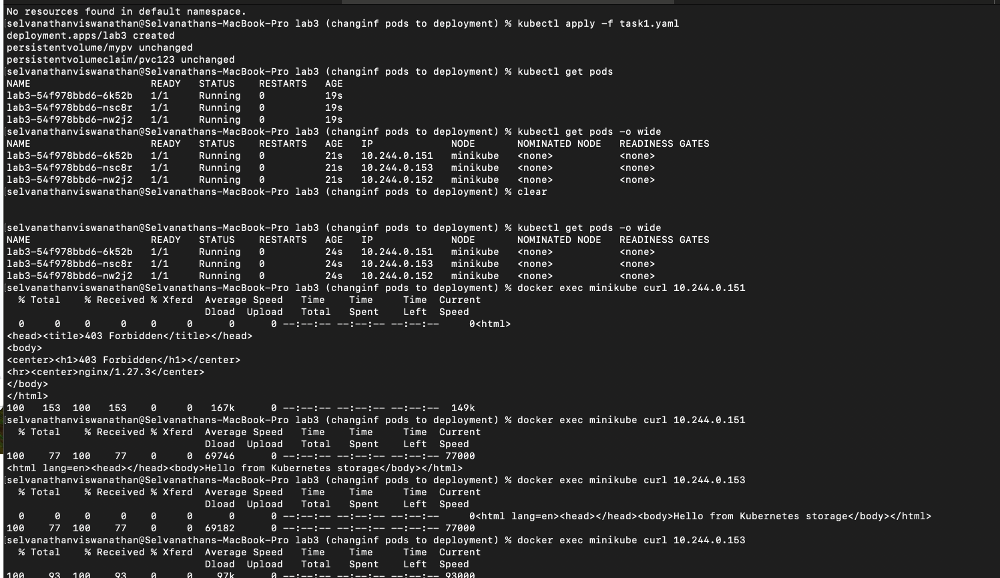 No resources found in default namespace.
[selvanathanviswanathan@Selvanathans-MacBook-Pro lab3 (changinf pods to deployment) % kubectl apply -f task1.yaml
deployment.apps/lab3 created
persistentvolume/mypv unchanged
persistentvolumeclaim/pvc123 unchanged
[selvanathanviswanathan@Selvanathans-MacBook-Pro lab3 (changinf pods to deployment) % kubectl get pods
NAME                    READY   STATUS    RESTARTS   AGE
lab3-54f978bbd6-6k52b   1/1     Running   0          19s
lab3-54f978bbd6-nsc8r   1/1     Running   0          19s
lab3-54f978bbd6-nw2j2   1/1     Running   0          19s
[selvanathanviswanathan@Selvanathans-MacBook-Pro lab3 (changinf pods to deployment) % kubectl get pods -o wide
NAME                    READY   STATUS    RESTARTS   AGE   IP             NODE       NOMINATED NODE   READINESS GATES
lab3-54f978bbd6-6k52b   1/1     Running   0          21s   10.244.0.151   minikube   <none>           <none>
lab3-54f978bbd6-nsc8r   1/1     Running   0          21s   10.244.0.153   minikube   <none>           <none>
lab3-54f978bbd6-nw2j2   1/1     Running   0          21s   10.244.0.152   minikube   <none>           <none>
[selvanathanviswanathan@Selvanathans-MacBook-Pro lab3 (changinf pods to deployment) % clear
[selvanathanviswanathan@Selvanathans-MacBook-Pro lab3 (changinf pods to deployment) % kubectl get pods -o wide
NAME                    READY   STATUS    RESTARTS   AGE   IP             NODE       NOMINATED NODE   READINESS GATES
lab3-54f978bbd6-6k52b   1/1     Running   0          24s   10.244.0.151   minikube   <none>           <none>
lab3-54f978bbd6-nsc8r   1/1     Running   0          24s   10.244.0.153   minikube   <none>           <none>
lab3-54f978bbd6-nw2j2   1/1     Running   0          24s   10.244.0.152   minikube   <none>           <none>
[selvanathanviswanathan@Selvanathans-MacBook-Pro lab3 (changinf pods to deployment) % docker exec minikube curl 10.244.0.151
  % Total    % Received % Xferd  Average Speed   Time    Time     Time  Current
                                 Dload  Upload   Total   Spent    Left  Speed
  0     0    0     0    0     0      0      0 --:--:-- --:--:-- --:--:--     0<html>
<head><title>403 Forbidden</title></head>
<body>
<center><h1>403 Forbidden</h1></center>
<hr><center>nginx/1.27.3</center>
</body>
</html>
100   153  100   153    0     0   167k      0 --:--:-- --:--:-- --:--:--  149k
[selvanathanviswanathan@Selvanathans-MacBook-Pro lab3 (changinf pods to deployment) % docker exec minikube curl 10.244.0.151
  % Total    % Received % Xferd  Average Speed   Time    Time     Time  Current
                                 Dload  Upload   Total   Spent    Left  Speed
100    77  100    77    0     0  69746      0 --:--:-- --:--:-- --:--:-- 77000
<html lang=en><head></head><body>Hello from Kubernetes storage</body></html>
[selvanathanviswanathan@Selvanathans-MacBook-Pro lab3 (changinf pods to deployment) % docker exec minikube curl 10.244.0.153
  % Total    % Received % Xferd  Average Speed   Time    Time     Time  Current
                                 Dload  Upload   Total   Spent    Left  Speed
  0     0    0     0    0     0      0      0 --:--:-- --:--:-- --:--:--     0<html lang=en><head></head><body>Hello from Kubernetes storage</body></html>
100    77  100    77    0     0  69182      0 --:--:-- --:--:-- --:--:-- 77000
[selvanathanviswanathan@Selvanathans-MacBook-Pro lab3 (changinf pods to deployment) % docker exec minikube curl 10.244.0.153
  % Total    % Received % Xferd  Average Speed   Time    Time     Time  Current
                                 Dload  Upload   Total   Spent    Left  Speed
100    93  100    93    0     0    97k      0 --:--:-- --:--:-- --:--:-- 93000